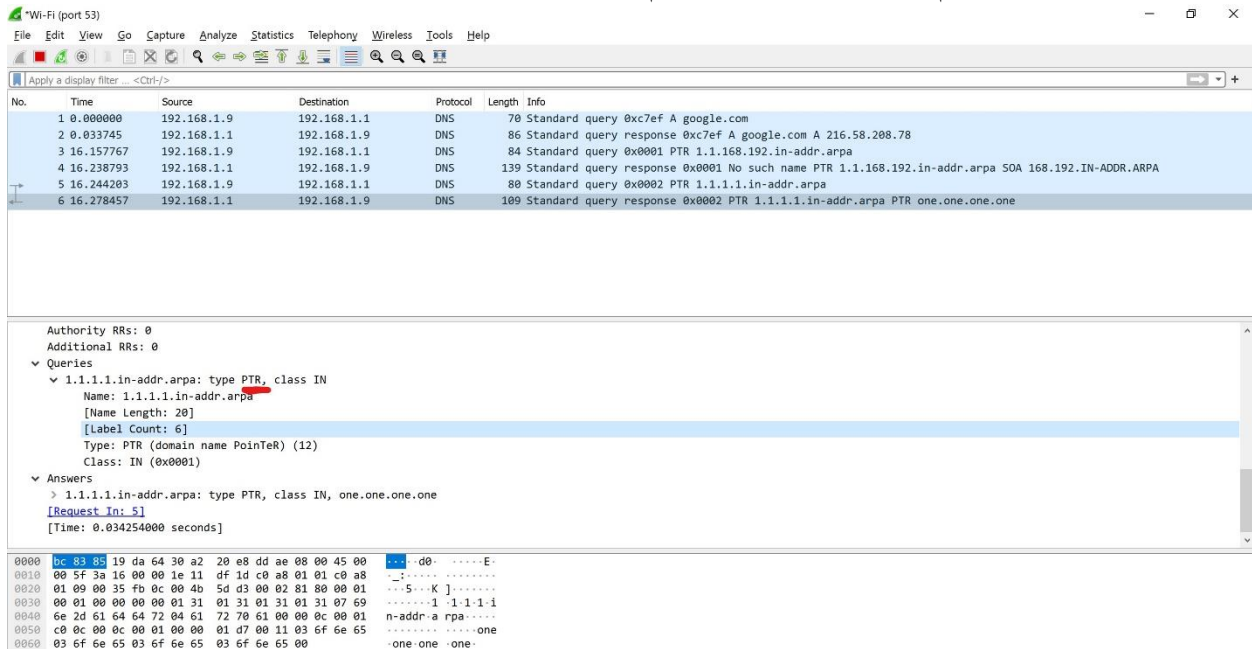 *Wi-Fi (port 53)
File Edit View Go Capture Analyze Statistics Telephony Wireless Tools Help
Apply a display filter ... <Ctrl-/>
No. Time Source Destination Protocol Length Info
1 0.000000 192.168.1.9 192.168.1.1 DNS 70 Standard query 0xc7ef A google.com
2 0.033745 192.168.1.1 192.168.1.9 DNS 86 Standard query response 0xc7ef A google.com A 216.58.208.78
3 16.157767 192.168.1.9 192.168.1.1 DNS 84 Standard query 0x0001 PTR 1.1.168.192.in-addr.arpa
4 16.238793 192.168.1.1 192.168.1.9 DNS 139 Standard query response 0x0001 No such name PTR 1.1.168.192.in-addr.arpa SOA 168.192.IN-ADDR.ARPA
5 16.244203 192.168.1.9 192.168.1.1 DNS 80 Standard query 0x0002 PTR 1.1.1.1.in-addr.arpa
6 16.278457 192.168.1.1 192.168.1.9 DNS 109 Standard query response 0x0002 PTR 1.1.1.1.in-addr.arpa PTR one.one.one.one
Authority RRs: 0
Additional RRs: 0
Queries
1.1.1.1.in-addr.arpa: type PTR, class IN
Name: 1.1.1.1.in-addr.arpa
[Name Length: 20]
[Label Count: 6]
Type: PTR (domain name PoinTeR) (12)
Class: IN (0x0001)
Answers
1.1.1.1.in-addr.arpa: type PTR, class IN, one.one.one.one
[Request In: 5]
[Time: 0.034254000 seconds]
0000 bc 83 85 19 da 64 30 a2 20 e8 dd ae 08 00 45 00 ·····d0· ······E·
0010 00 5f 3a 16 00 00 1e 11 df 1d c0 a8 01 01 c0 a8 ·_:····· ········
0020 01 09 00 35 fb 0c 00 4b 5d d3 00 02 81 80 00 01 ···5···K ]·······
0030 00 01 00 00 00 00 01 31 01 31 01 31 01 31 07 69 ·······1 ·1·1·1·i
0040 6e 2d 61 64 64 72 04 61 72 70 61 00 00 0c 00 01 n-addr·a rpa·····
0050 c0 0c 00 0c 00 01 00 00 01 d7 00 11 03 6f 6e 65 ········ ·····one
0060 03 6f 6e 65 03 6f 6e 65 03 6f 6e 65 00 ·one·one ·one·